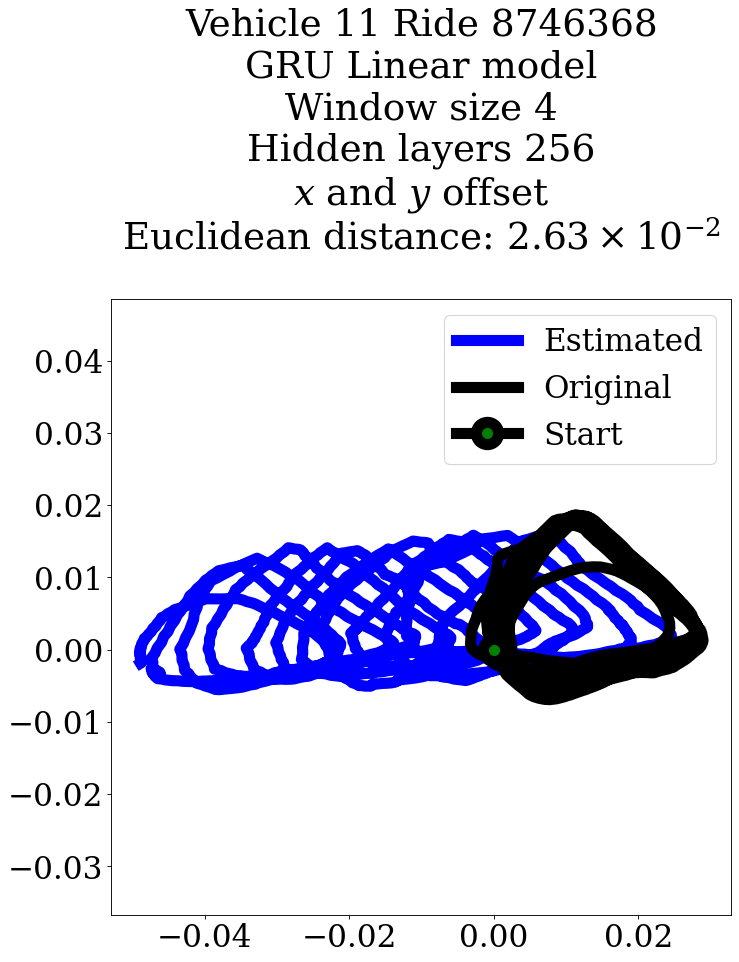 Vehicle 11 Ride 8746368
GRU Linear model
Window size 4
Hidden layers 256
x and y offset
Euclidean distance: 2.63 × 10⁻²
Estimated
Original
Start
0.04
0.03
0.02
0.01
0.00
−0.01
−0.02
−0.03
−0.04 −0.02 0.00 0.02